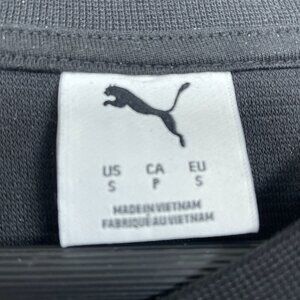 US CA EU
S P S
MADE IN VIETNAM
FABRIQUÉ AU VIETNAM